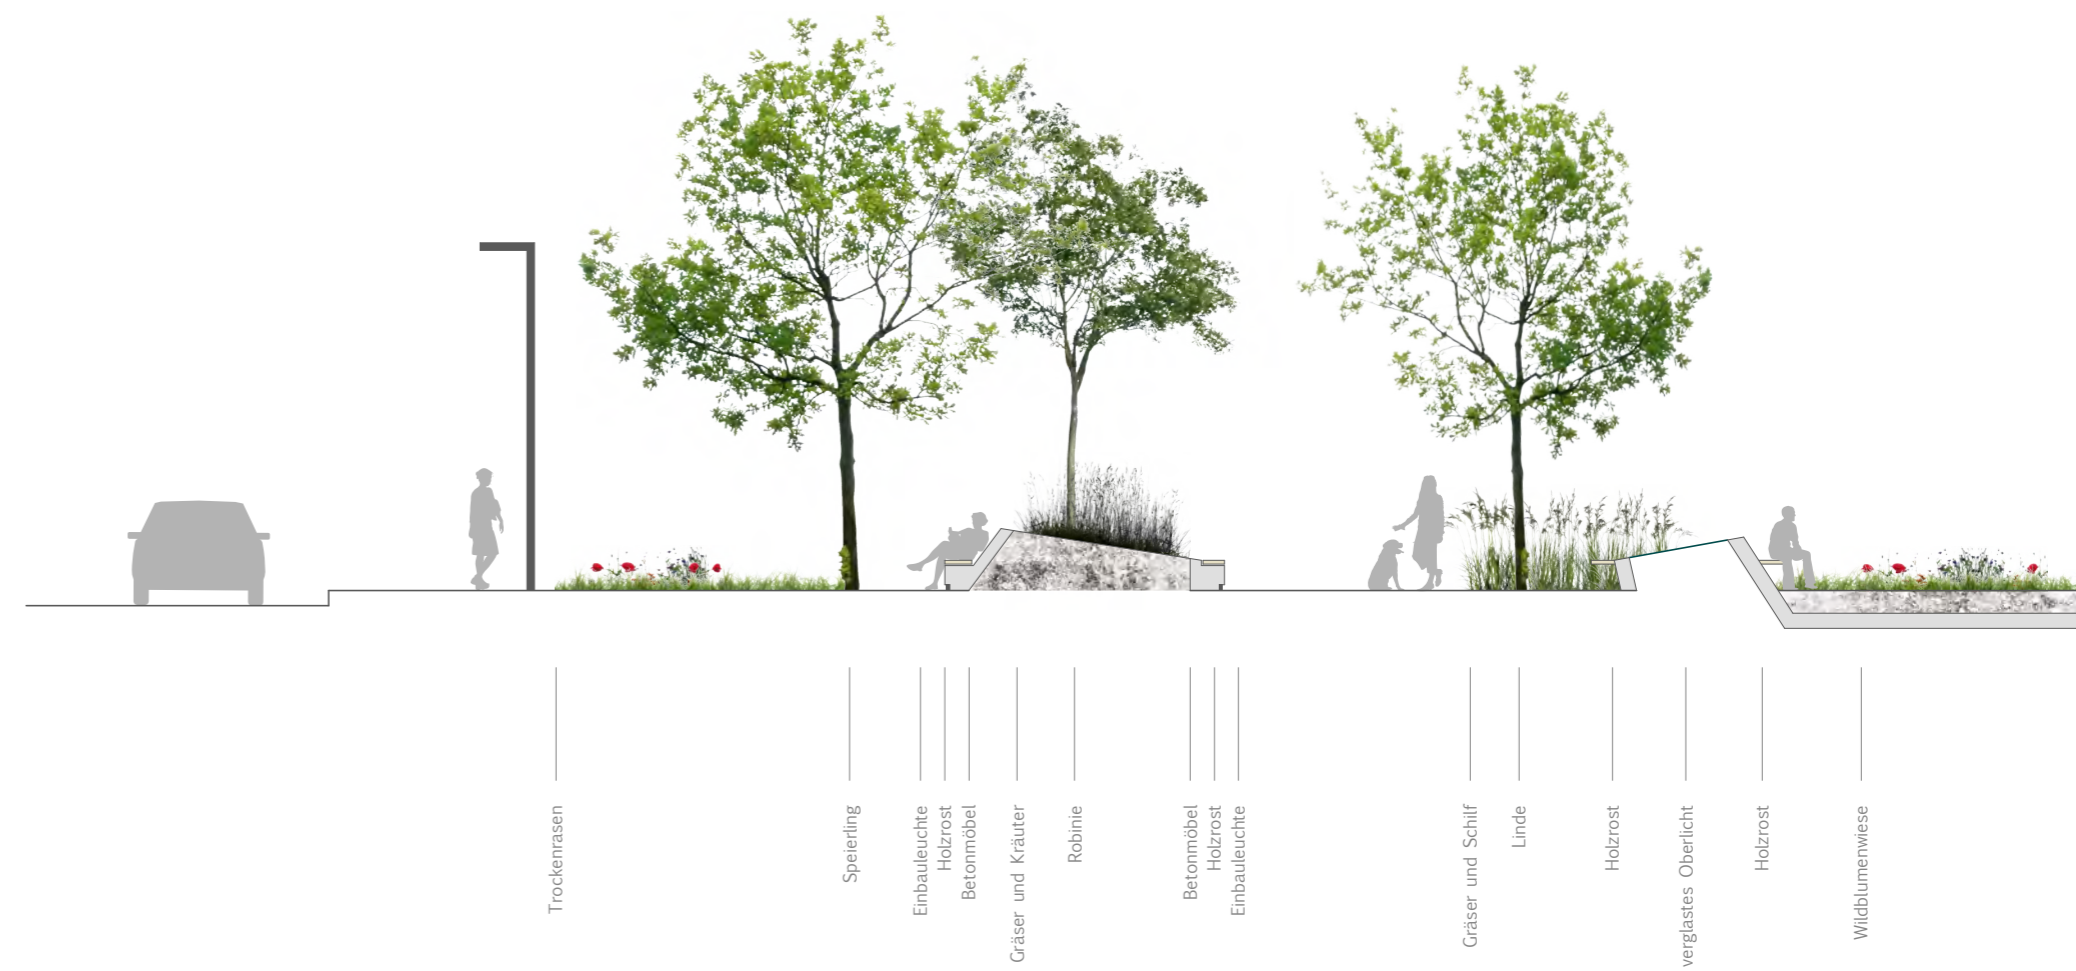 Trockenrasen
Speierling
Einbauleuchte
Holzrost
Betonmöbel
Gräser und Kräuter
Robinie
Betonmöbel
Holzrost
Einbauleuchte
Gräser und Schilf
Linde
Holzrost
verglastes Oberlicht
Holzrost
Wildblumenwiese